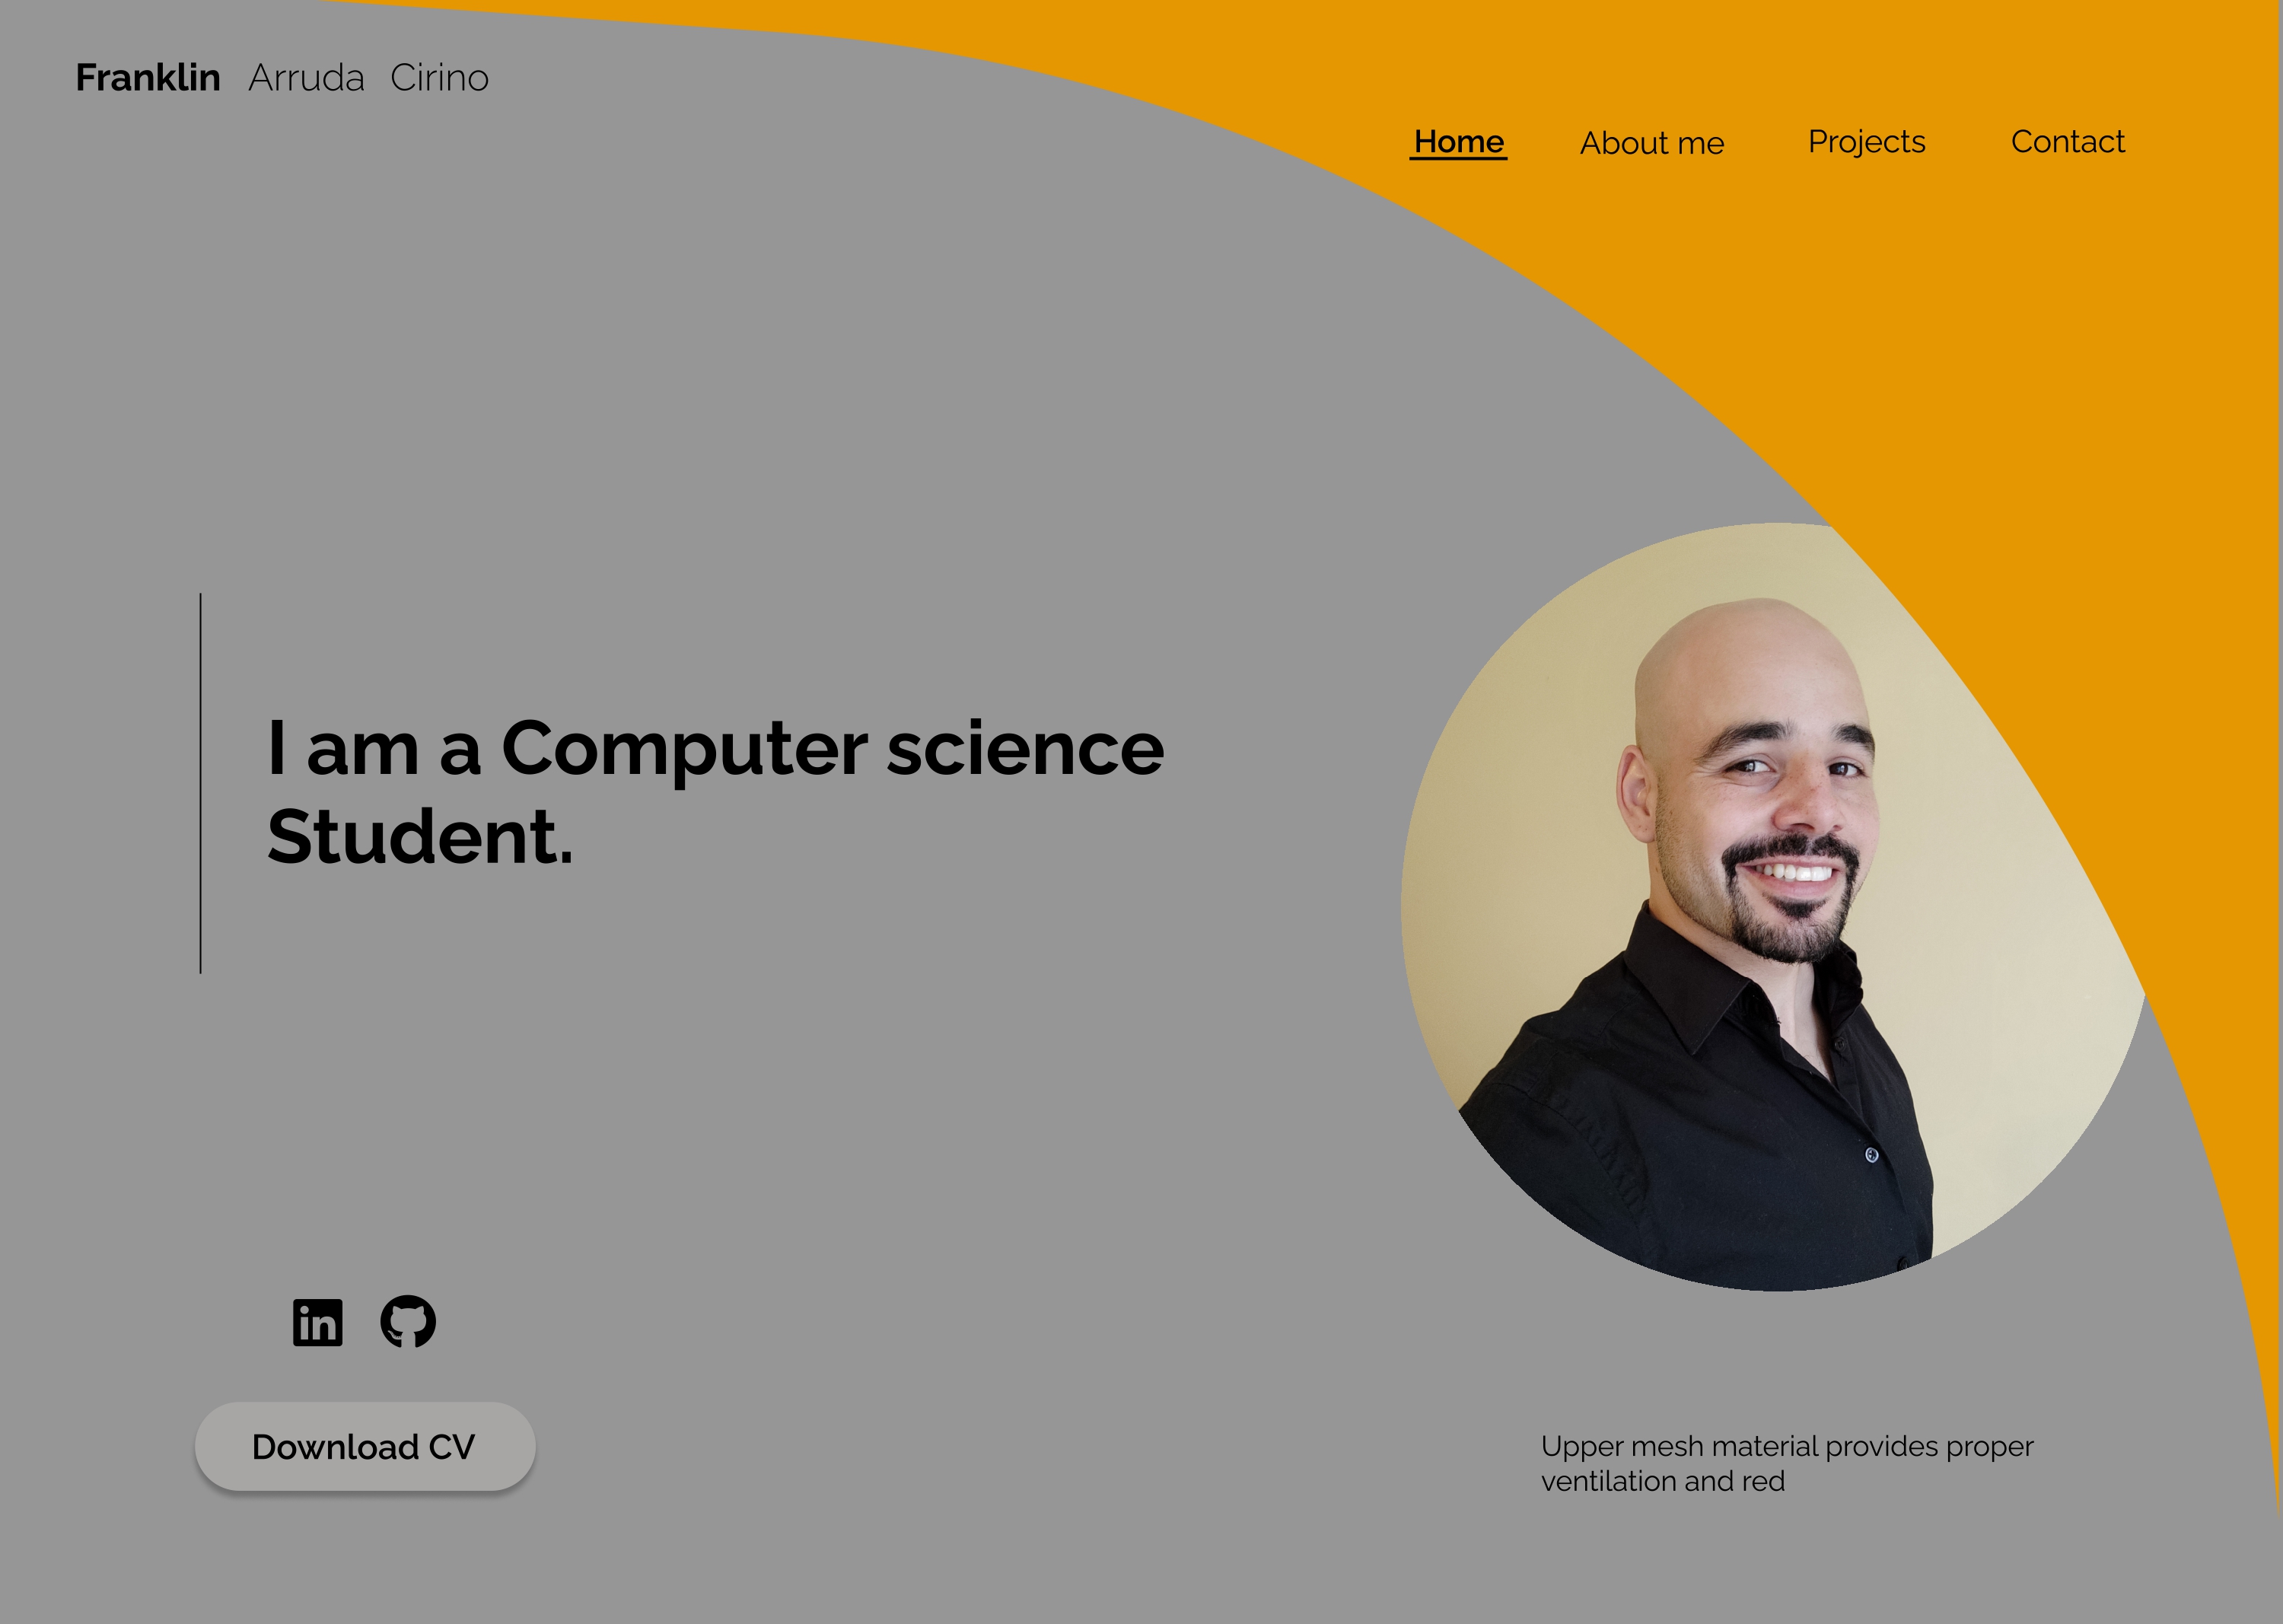 Franklin Arruda Cirino
Home About me Projects Contact
I am a Computer science
Student.
in
Download CV
Upper mesh material provides proper
ventilation and red